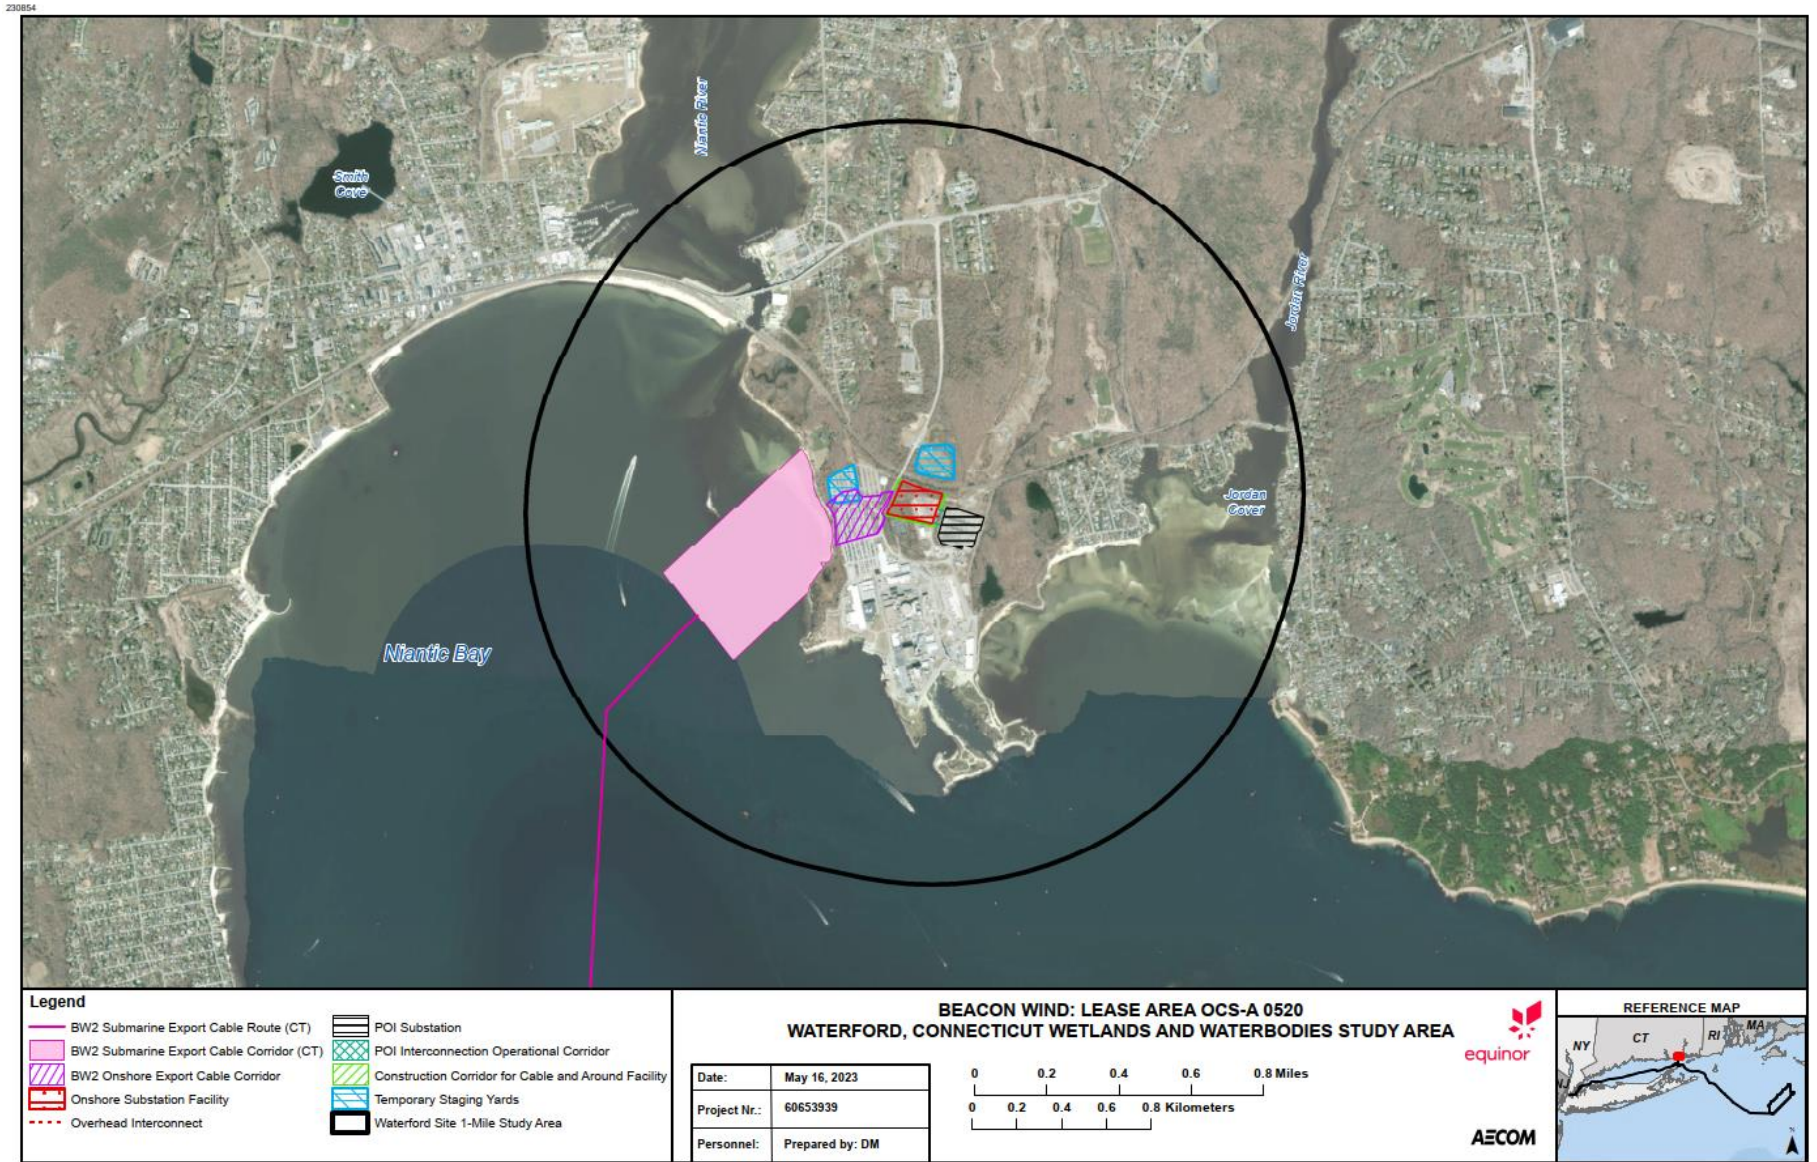 230854
Niantic River
Smith
Cove
Jordan River
Jordan
Cover
Niantic Bay
Legend
BW2 Submarine Export Cable Route (CT)
BW2 Submarine Export Cable Corridor (CT)
BW2 Onshore Export Cable Corridor
Onshore Substation Facility
Overhead Interconnect
POI Substation
POI Interconnection Operational Corridor
Construction Corridor for Cable and Around Facility
Temporary Staging Yards
Waterford Site 1-Mile Study Area
BEACON WIND: LEASE AREA OCS-A 0520
WATERFORD, CONNECTICUT WETLANDS AND WATERBODIES STUDY AREA
Date: May 16, 2023
Project Nr.: 60653939
Personnel: Prepared by: DM
0 0.2 0.4 0.6 0.8 Miles
0 0.2 0.4 0.6 0.8 Kilometers
equinor
AECOM
REFERENCE MAP
NY
CT
RI
MA
NJ
N